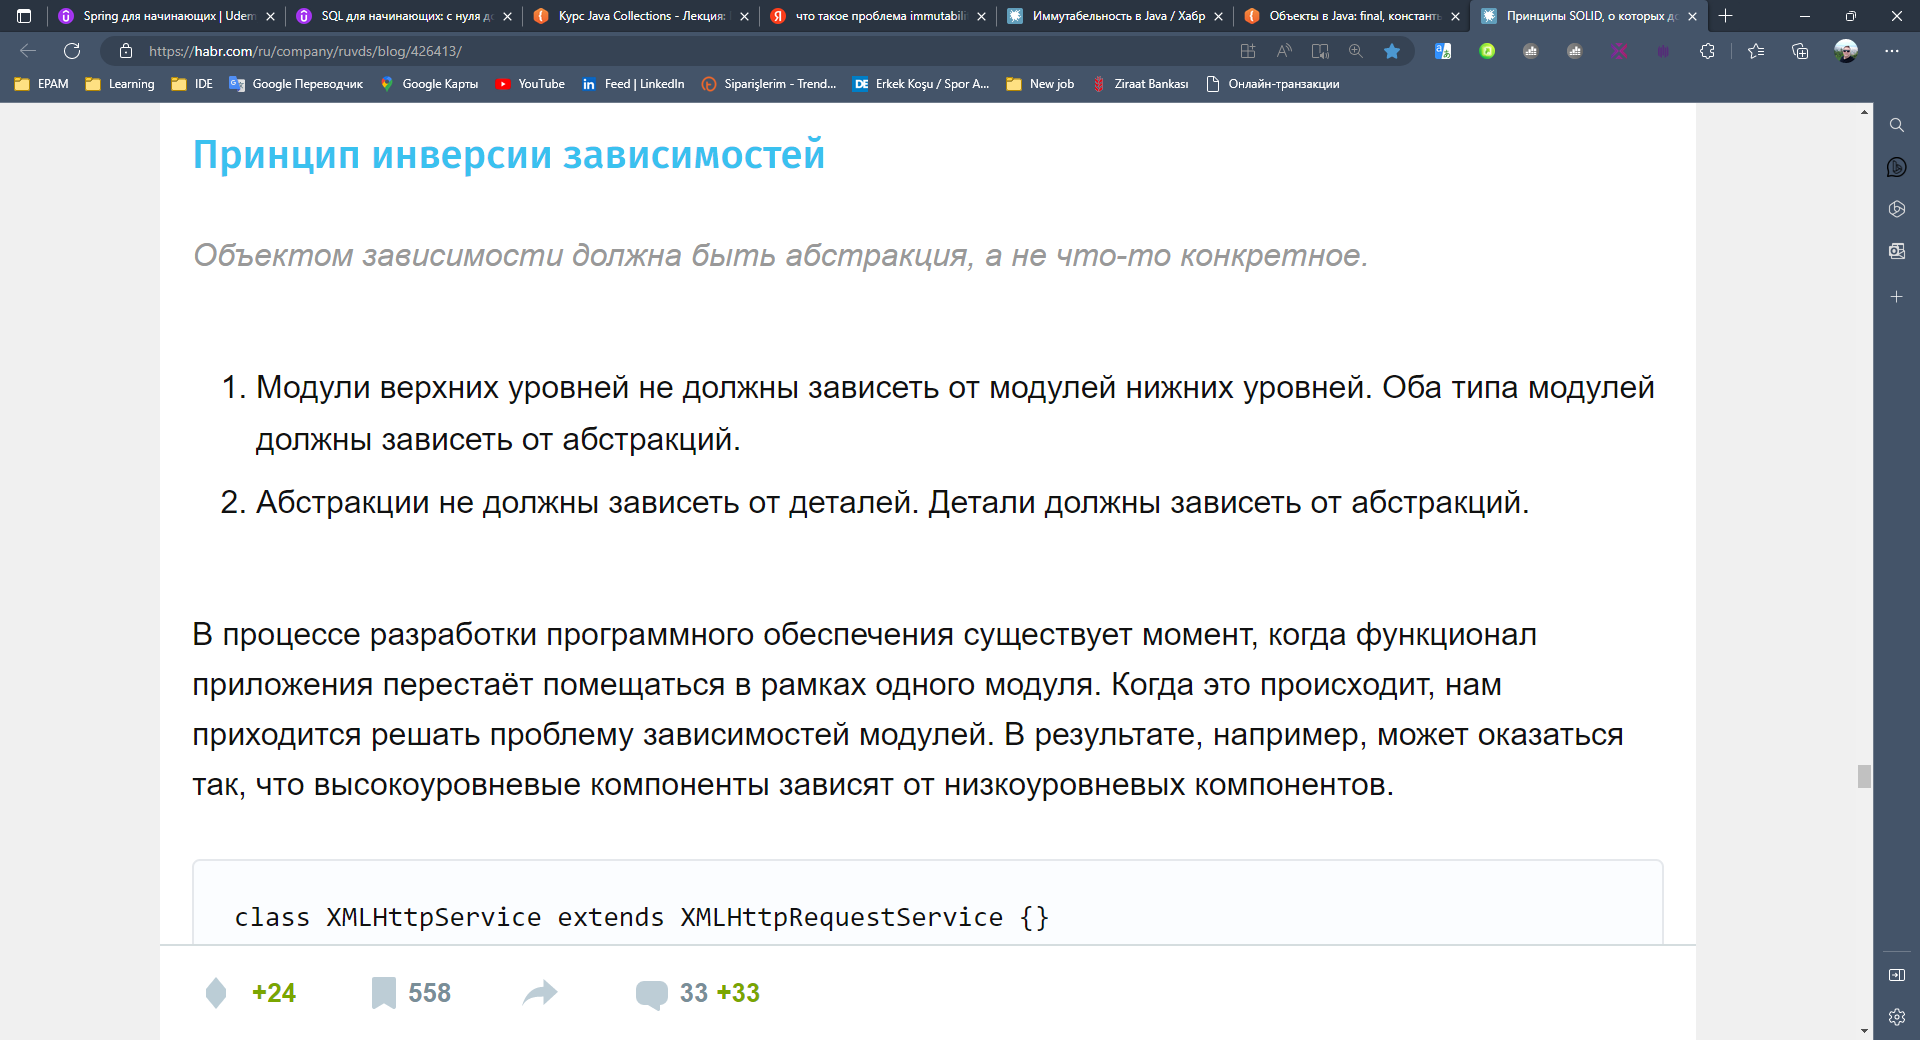 Spring для начинающих | Udem
SQL для начинающих: с нуля до
Курс Java Collections - Лекция:
что такое проблема immutabili
Иммутабельность в Java / Хабр
Объекты в Java: final, константы
Принципы SOLID, о которых до
https://habr.com/ru/company/ruvds/blog/426413/
EPAM
Learning
IDE
Google Переводчик
Google Карты
YouTube
Feed | LinkedIn
Siparişlerim - Trend...
Erkek Koşu / Spor A...
New job
Ziraat Bankası
Онлайн-транзакции
Принцип инверсии зависимостей
Объектом зависимости должна быть абстракция, а не что-то конкретное.
1. Модули верхних уровней не должны зависеть от модулей нижних уровней. Оба типа модулей
должны зависеть от абстракций.
2. Абстракции не должны зависеть от деталей. Детали должны зависеть от абстракций.
В процессе разработки программного обеспечения существует момент, когда функционал
приложения перестаёт помещаться в рамках одного модуля. Когда это происходит, нам
приходится решать проблему зависимостей модулей. В результате, например, может оказаться
так, что высокоуровневые компоненты зависят от низкоуровневых компонентов.
class XMLHttpService extends XMLHttpRequestService {}
+24
558
33 +33